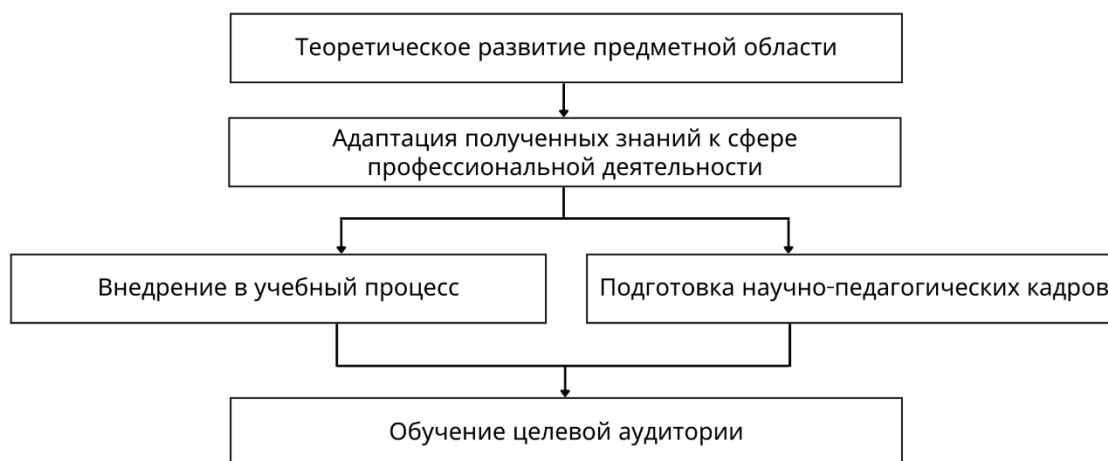 Теоретическое развитие предметной области
Адаптация полученных знаний к сфере
профессиональной деятельности
Внедрение в учебный процесс
Подготовка научно-педагогических кадров
Обучение целевой аудитории